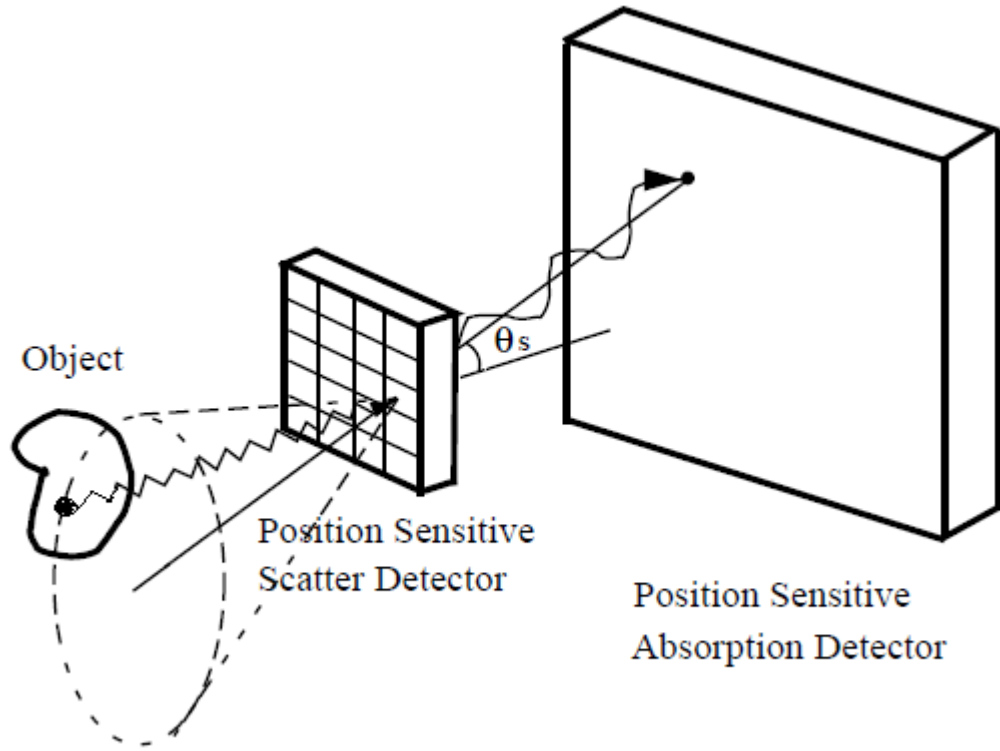 θs
Object
Position Sensitive
Scatter Detector
Position Sensitive
Absorption Detector